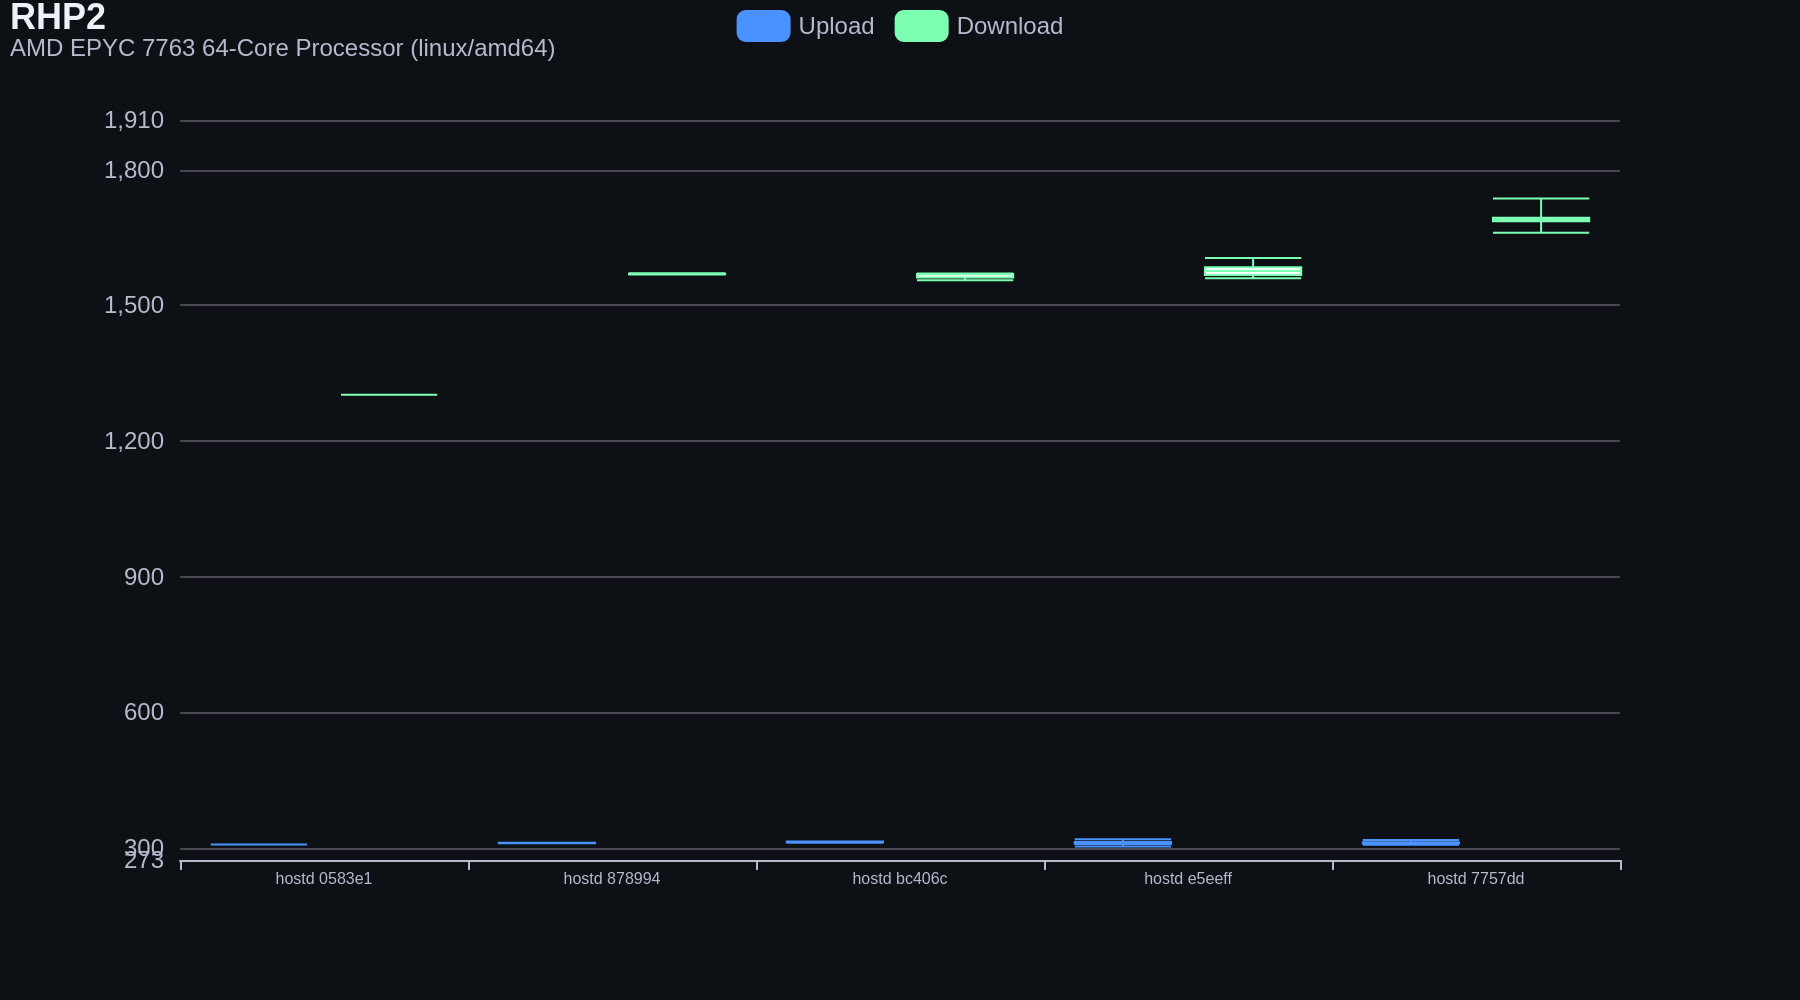 RHP2
AMD EPYC 7763 64-Core Processor (linux/amd64)
Upload
Download
1,910
1,800
1,500
1,200
900
600
300
273
hostd 0583e1
hostd 878994
hostd bc406c
hostd e5eeff
hostd 7757dd